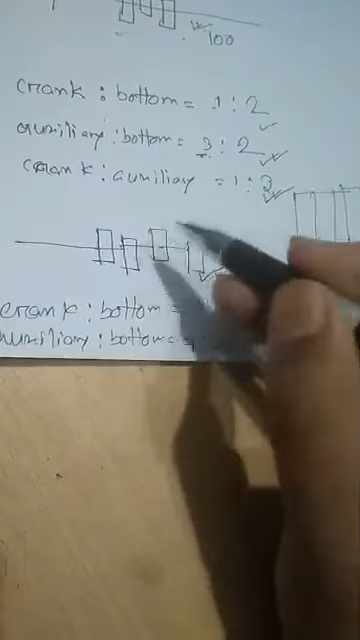 100
crank : bottom = 1 : 2
auxiliary : bottom = 3 : 2
crank : auxiliary = 1 : 3
crank : bottom =
auxiliary : bottom =